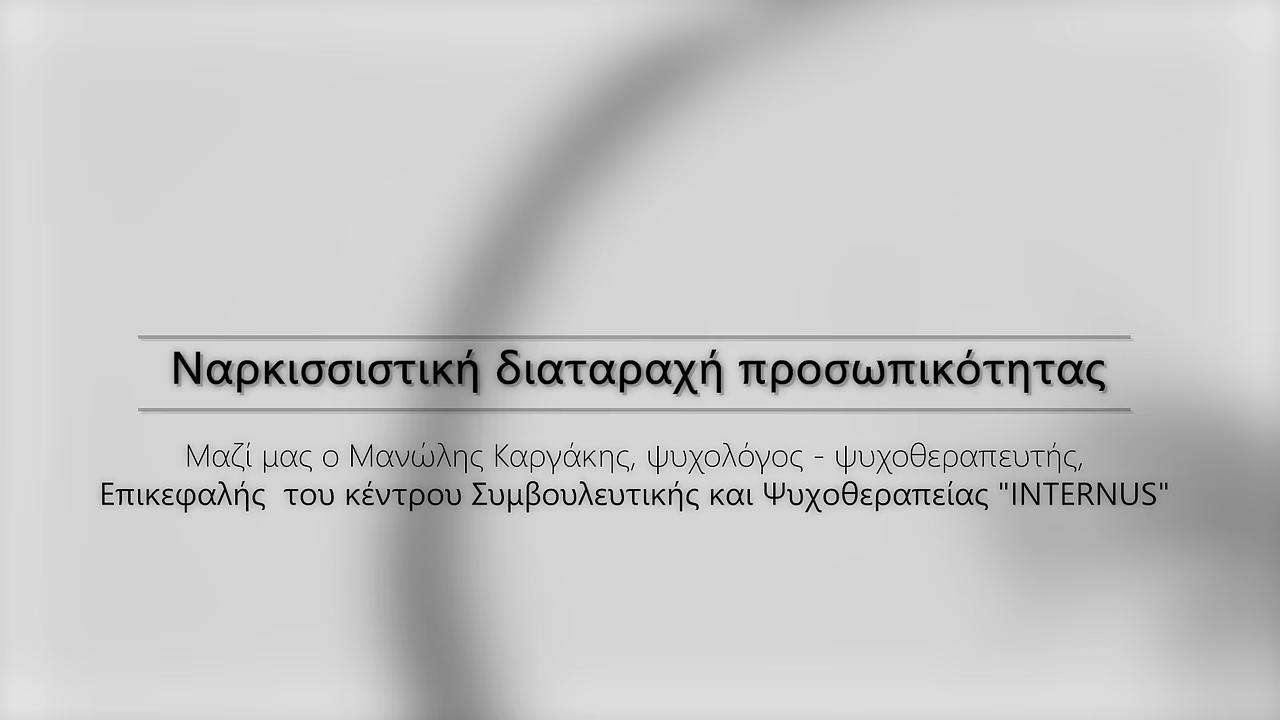 Ναρκισσιστική διαταραχή προσωπικότητας
Μαζί μας ο Μανώλης Καργάκης, ψυχολόγος - ψυχοθεραπευτής,
Επικεφαλής  του κέντρου Συμβουλευτικής και Ψυχοθεραπείας "INTERNUS"